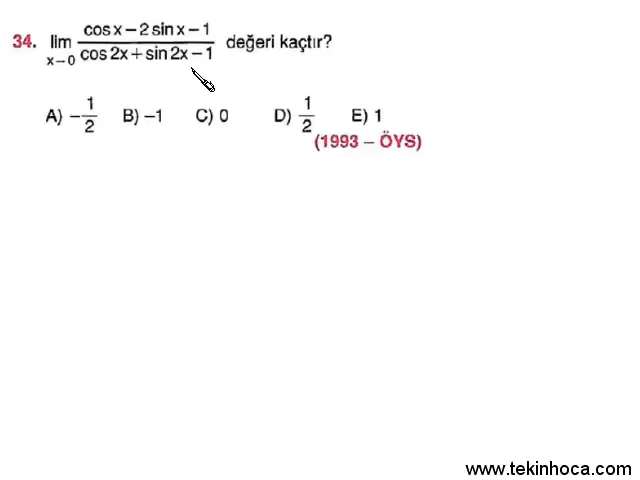 34. lim x→0 (cos x − 2 sin x − 1) / (cos 2x + sin 2x − 1) değeri kaçtır?
A) −1/2 B) −1 C) 0 D) 1/2 E) 1
(1993 – ÖYS)
www.tekinhoca.com